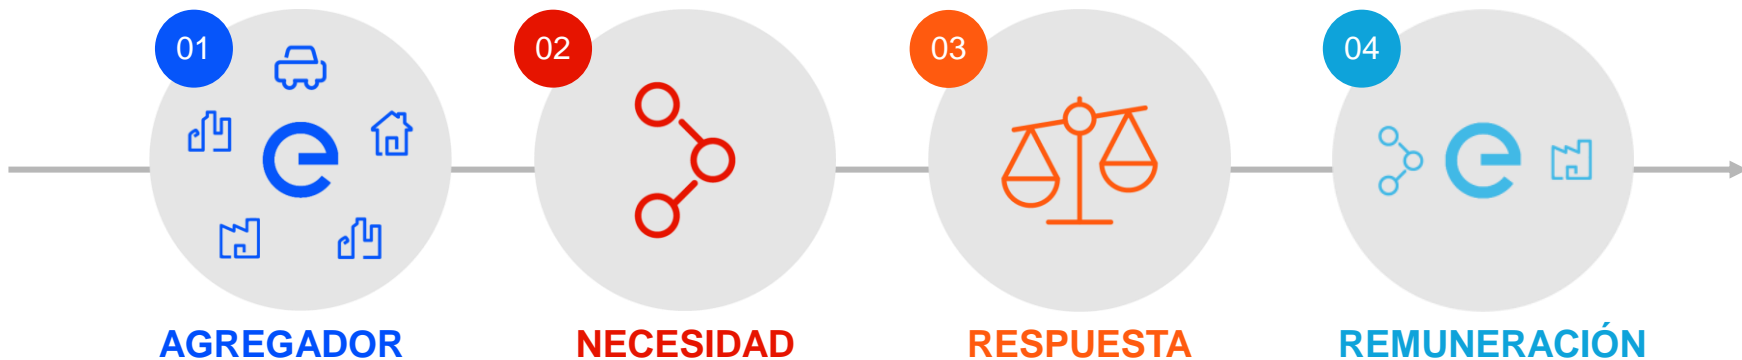 01
02
03
04
AGREGADOR
NECESIDAD
RESPUESTA
REMUNERACIÓN